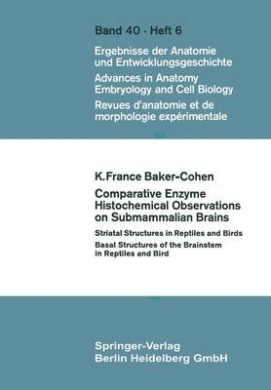 Band 40 · Heft 6
Ergebnisse der Anatomie
und Entwicklungsgeschichte
Advances in Anatomy
Embryology and Cell Biology
Revues d'anatomie et de
morphologie expérimentale
K. France Baker-Cohen
Comparative Enzyme
Histochemical Observations
on Submammalian Brains
Striatal Structures in Reptiles and Birds
Basal Structures of the Brainstem
in Reptiles and Bird
Springer-Verlag
Berlin Heidelberg GmbH